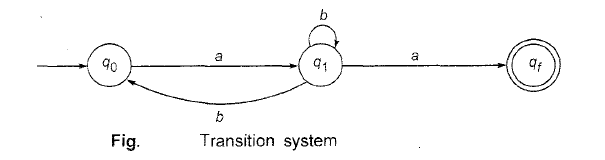 b
q0 a q1 a qf
b
Fig. Transition system